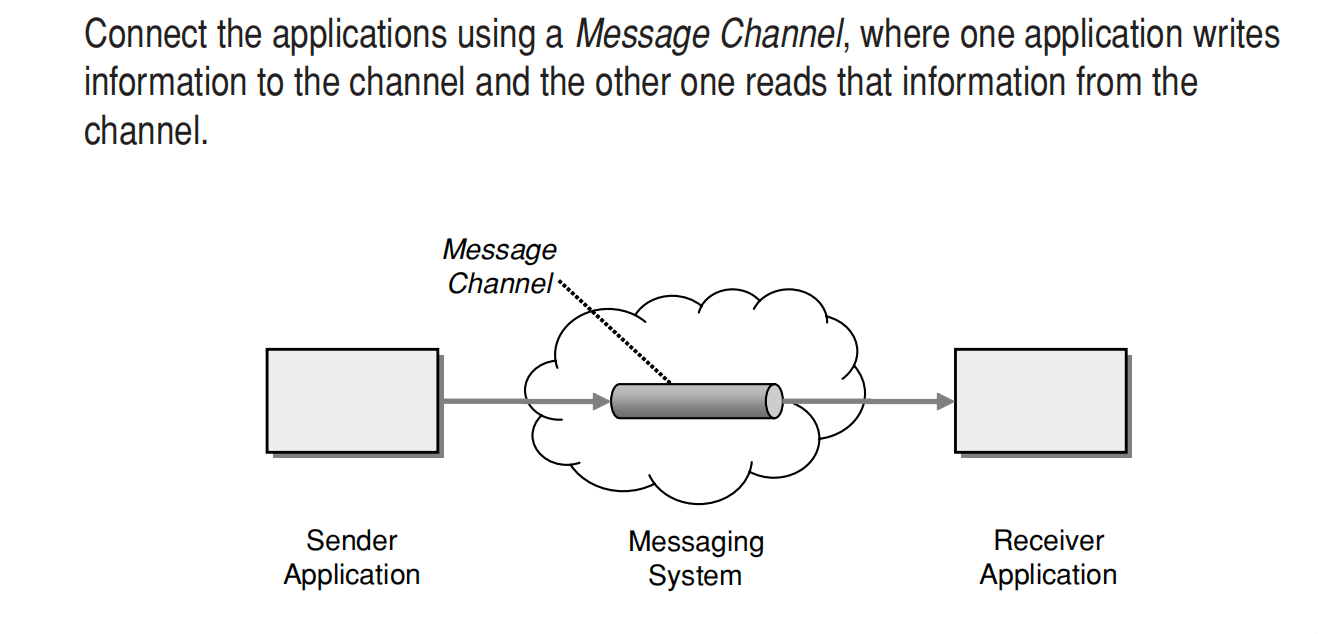 Connect the applications using a Message Channel, where one application writes
information to the channel and the other one reads that information from the
channel.
Message
Channel
Sender
Application
Messaging
System
Receiver
Application